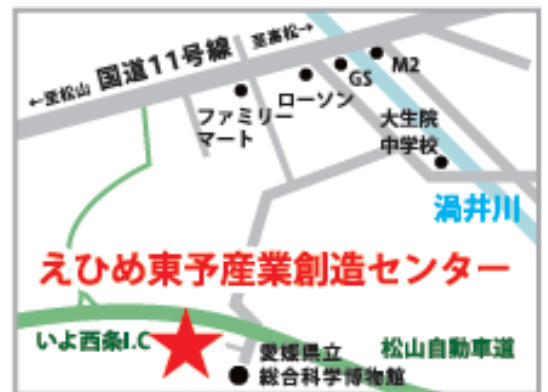 至高松→
国道11号線
←至松山
M2
GS
ローソン
ファミリー
マート
大生院
中学校
渦井川
えひめ東予産業創造センター
いよ西条I.C
松山自動車道
愛媛県立
総合科学博物館